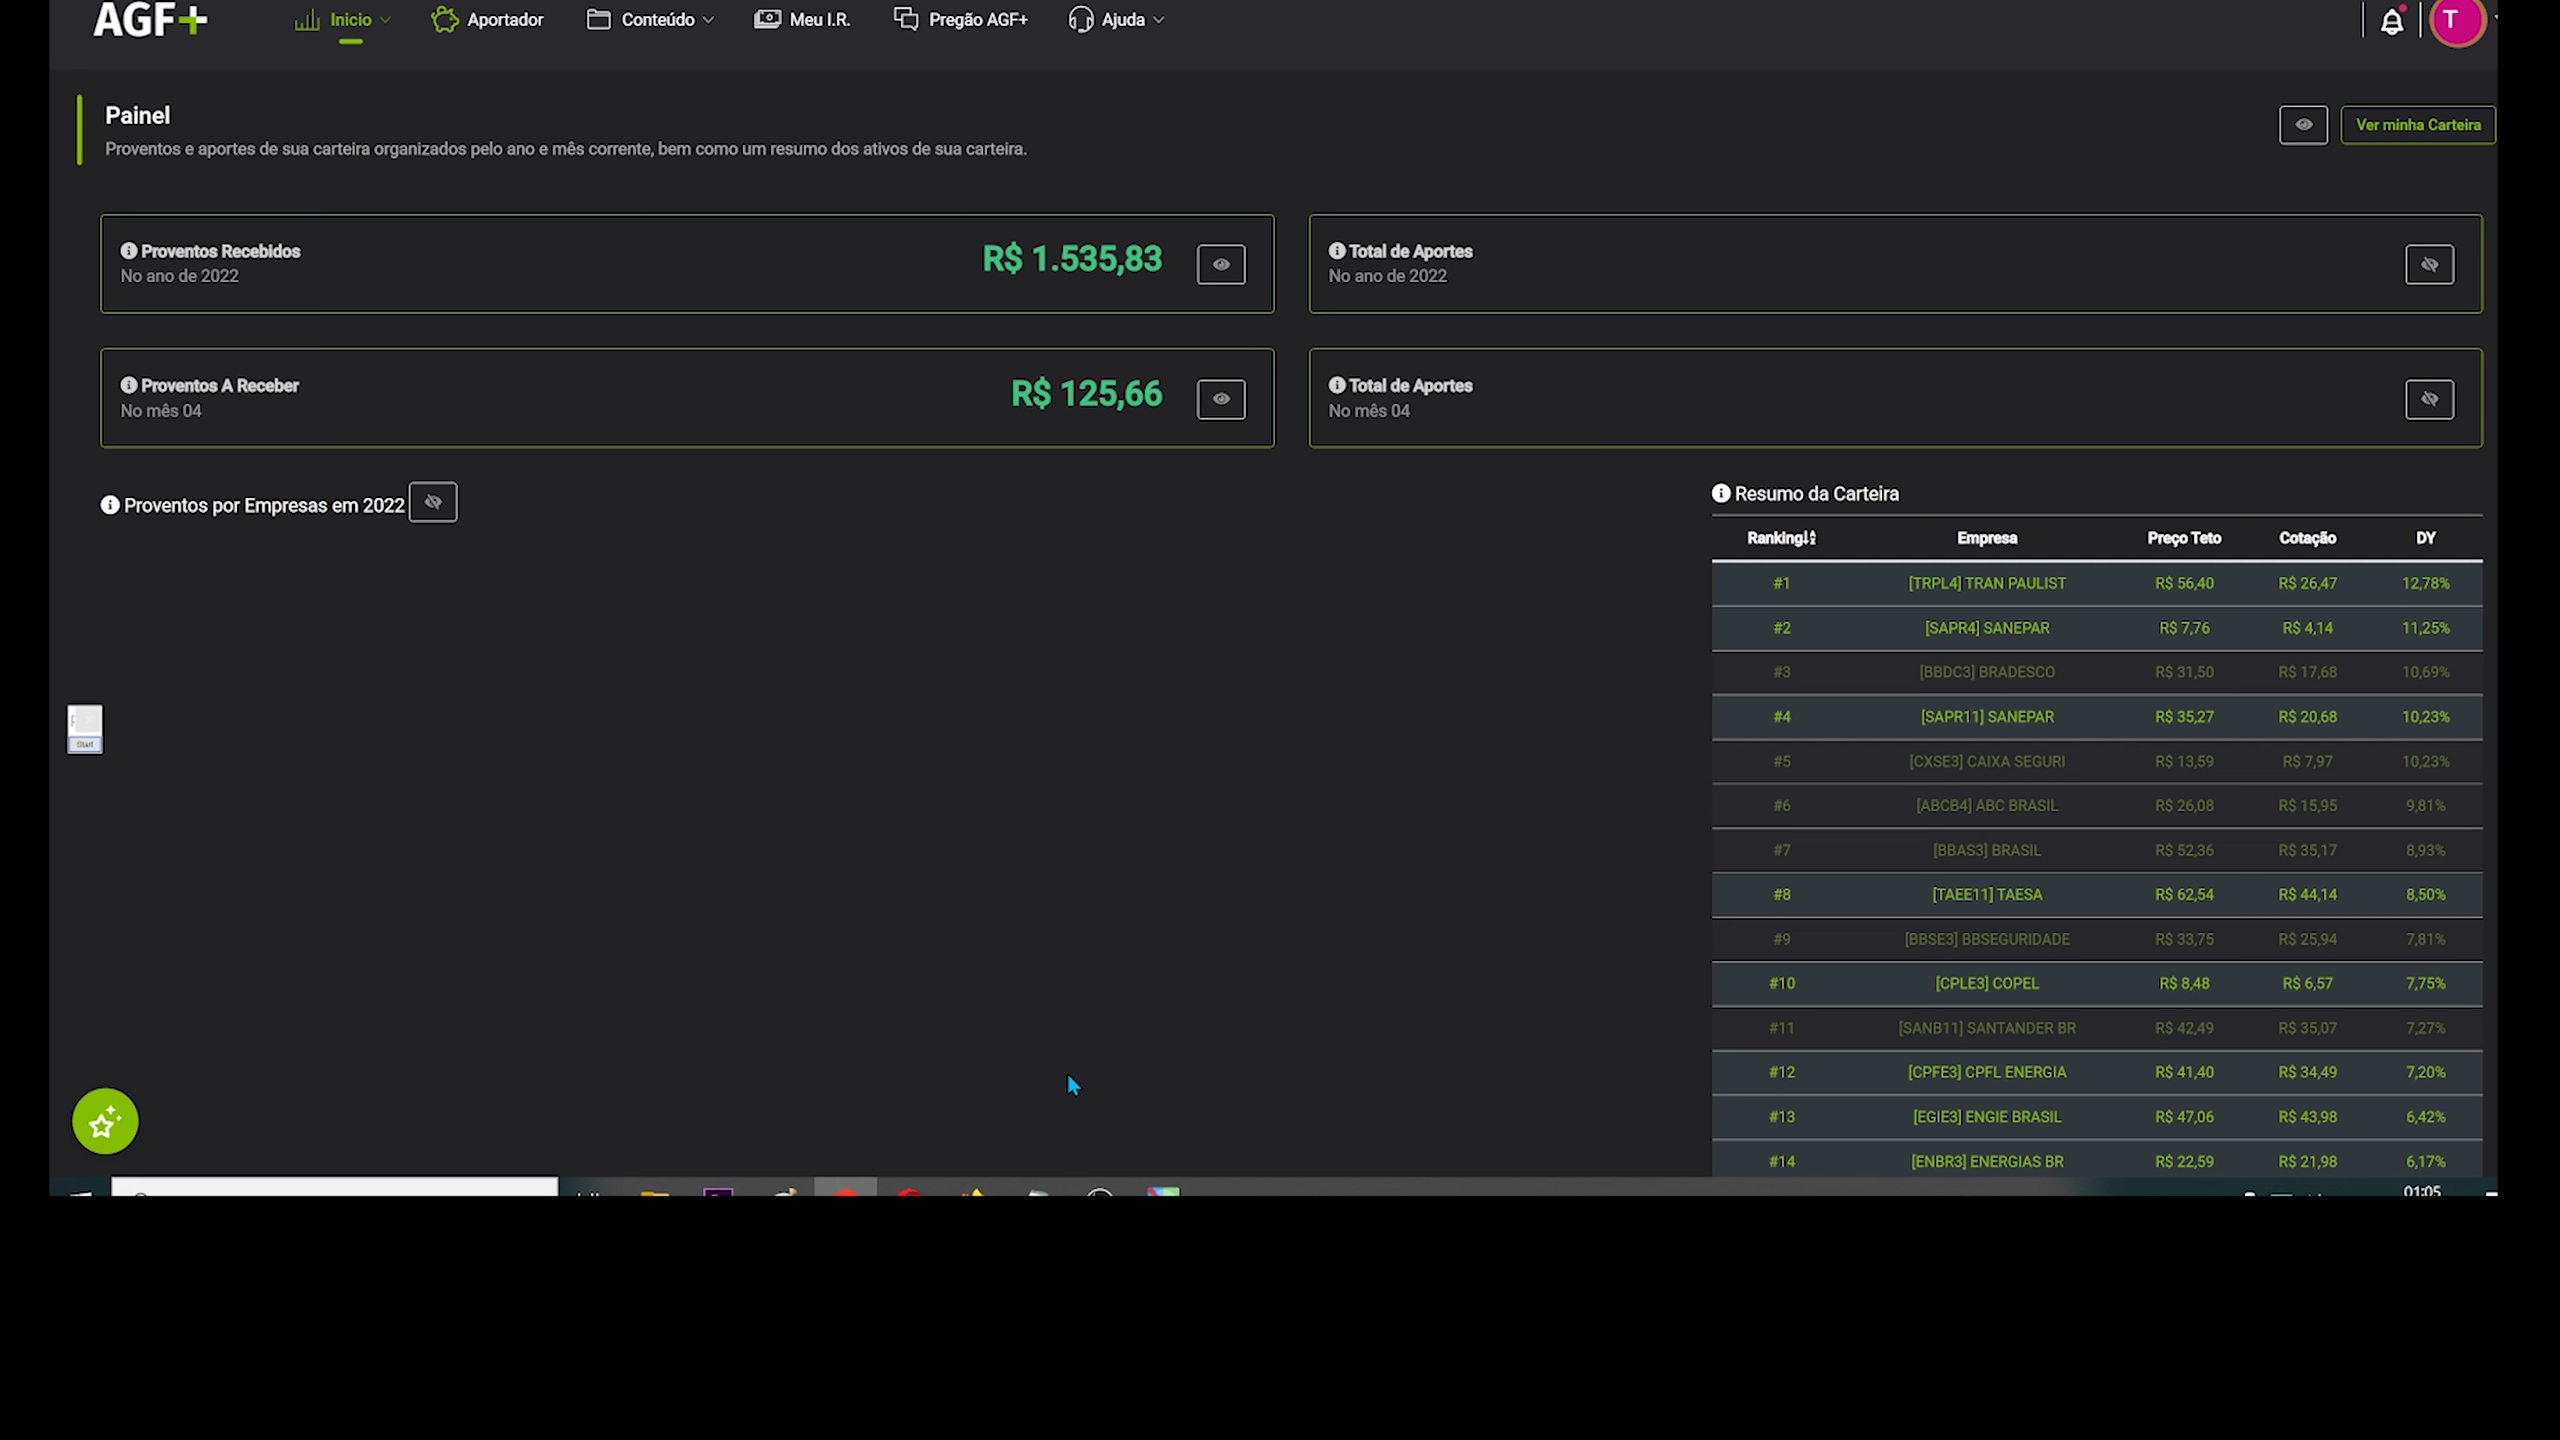 AGF+ Inicio Aportador Conteúdo Meu I.R. Pregão AGF+ Ajuda T
Painel
Proventos e aportes de sua carteira organizados pelo ano e mês corrente, bem como um resumo dos ativos de sua carteira.
Ver minha Carteira
Proventos Recebidos
No ano de 2022
R$ 1.535,83
Total de Aportes
No ano de 2022
Proventos A Receber
No mês 04
R$ 125,66
Total de Aportes
No mês 04
Proventos por Empresas em 2022
Start
Resumo da Carteira
Ranking Empresa Preço Teto Cotação DY
#1 [TRPL4] TRAN PAULIST R$ 56,40 R$ 26,47 12,78%
#2 [SAPR4] SANEPAR R$ 7,76 R$ 4,14 11,25%
#3 [BBDC3] BRADESCO R$ 31,50 R$ 17,68 10,69%
#4 [SAPR11] SANEPAR R$ 35,27 R$ 20,68 10,23%
#5 [CXSE3] CAIXA SEGURI R$ 13,59 R$ 7,97 10,23%
#6 [ABCB4] ABC BRASIL R$ 26,08 R$ 15,95 9,81%
#7 [BBAS3] BRASIL R$ 52,36 R$ 35,17 8,93%
#8 [TAEE11] TAESA R$ 62,54 R$ 44,14 8,50%
#9 [BBSE3] BBSEGURIDADE R$ 33,75 R$ 25,94 7,81%
#10 [CPLE3] COPEL R$ 8,48 R$ 6,57 7,75%
#11 [SANB11] SANTANDER BR R$ 42,49 R$ 35,07 7,27%
#12 [CPFE3] CPFL ENERGIA R$ 41,40 R$ 34,49 7,20%
#13 [EGIE3] ENGIE BRASIL R$ 47,06 R$ 43,98 6,42%
#14 [ENBR3] ENERGIAS BR R$ 22,59 R$ 21,98 6,17%
01:05